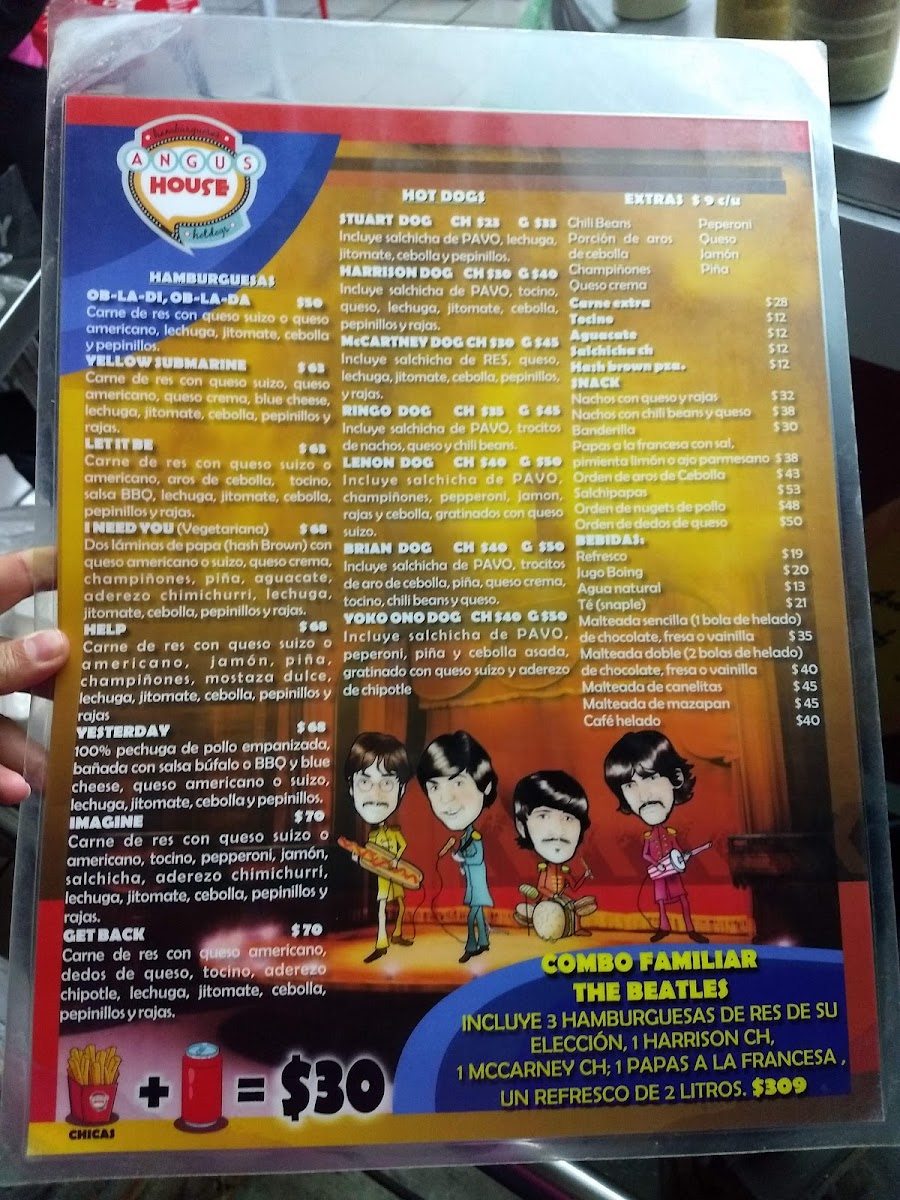 hamburguesas
ANGUS
HOUSE
hotdogs
HAMBURGUESAS
OB-LA-DI, OB-LA-DA $50
Carne de res con queso suizo o queso
americano, lechuga, jitomate, cebolla
y pepinillos.
YELLOW SUBMARINE $63
Carne de res con queso suizo, queso
americano, queso crema, blue cheese,
lechuga, jitomate, cebolla, pepinillos y
rajas.
LET IT BE $68
Carne de res con queso suizo o
americano, aros de cebolla, tocino,
salsa BBQ, lechuga, jitomate, cebolla,
pepinillos y rajas.
I NEED YOU (Vegetariana) $68
Dos láminas de papa (hash Brown) con
queso americano o suizo, queso crema,
champiñones, piña, aguacate,
aderezo chimichurri, lechuga,
jitomate, cebolla, pepinillos y rajas.
HELP $68
Carne de res con queso suizo o
americano, jamón, piña,
champiñones, mostaza dulce,
lechuga, jitomate, cebolla, pepinillos y
rajas
YESTERDAY $68
100% pechuga de pollo empanizada,
bañada con salsa búfalo o BBQ y blue
cheese, queso americano o suizo,
lechuga, jitomate, cebolla y pepinillos.
IMAGINE $70
Carne de res con queso suizo o
americano, tocino, pepperoni, jamón,
salchicha, aderezo chimichurri,
lechuga, jitomate, cebolla, pepinillos y
rajas.
GET BACK $70
Carne de res con queso americano,
dedos de queso, tocino, aderezo
chipotle, lechuga, jitomate, cebolla,
pepinillos y rajas.
HOT DOGS
STUART DOG CH $23 G $33
Incluye salchicha de PAVO, lechuga,
jitomate, cebolla y pepinillos.
HARRISON DOG CH $30 G $40
Incluye salchicha de PAVO, tocino,
queso, lechuga, jitomate, cebolla,
pepinillos y rajas.
McCARTNEY DOG CH $30 G $45
Incluye salchicha de RES, queso,
lechuga, jitomate, cebolla, pepinillos,
y rajas.
RINGO DOG CH $35 G $45
Incluye salchicha de PAVO, trocitos
de nachos, queso y chili beans.
LENON DOG CH $40 G $50
Incluye salchicha de PAVO,
champiñones, pepperoni, jamon,
rajas y cebolla, gratinados con queso
suizo.
BRIAN DOG CH $40 G $50
Incluye salchicha de PAVO, trocitos
de aro de cebolla, piña, queso crema,
tocino, chili beans y queso.
YOKO ONO DOG CH $40 G $50
Incluye salchicha de PAVO,
peperoni, piña y cebolla asada,
gratinado con queso suizo y aderezo
de chipotle
EXTRAS $ 9 c/u
Chili Beans Peperoni
Porción de aros Queso
de cebolla Jamón
Champiñones Piña
Queso crema
Carne extra $ 28
Tocino $ 12
Aguacate $ 12
Salchicha ch $ 12
Hash brown pza. $ 12
SNACK
Nachos con queso y rajas $ 32
Nachos con chili beans y queso $ 38
Banderilla $ 30
Papas a la francesa con sal,
pimienta limón o ajo parmesano $ 38
Orden de aros de Cebolla $ 43
Salchipapas $ 53
Orden de nugets de pollo $48
Orden de dedos de queso $50
BEBIDAS:
Refresco $ 19
Jugo Boing $ 20
Agua natural $ 13
Té (snaple) $ 21
Malteada sencilla (1 bola de helado)
de chocolate, fresa o vainilla $ 35
Malteada doble (2 bolas de helado)
de chocolate, fresa o vainilla $ 40
Malteada de canelitas $ 45
Malteada de mazapan $ 45
Café helado $40
COMBO FAMILIAR
THE BEATLES
INCLUYE 3 HAMBURGUESAS DE RES DE SU
ELECCIÓN, 1 HARRISON CH,
1 MCCARNEY CH; 1 PAPAS A LA FRANCESA ,
UN REFRESCO DE 2 LITROS. $309
+ = $30
CHICAS